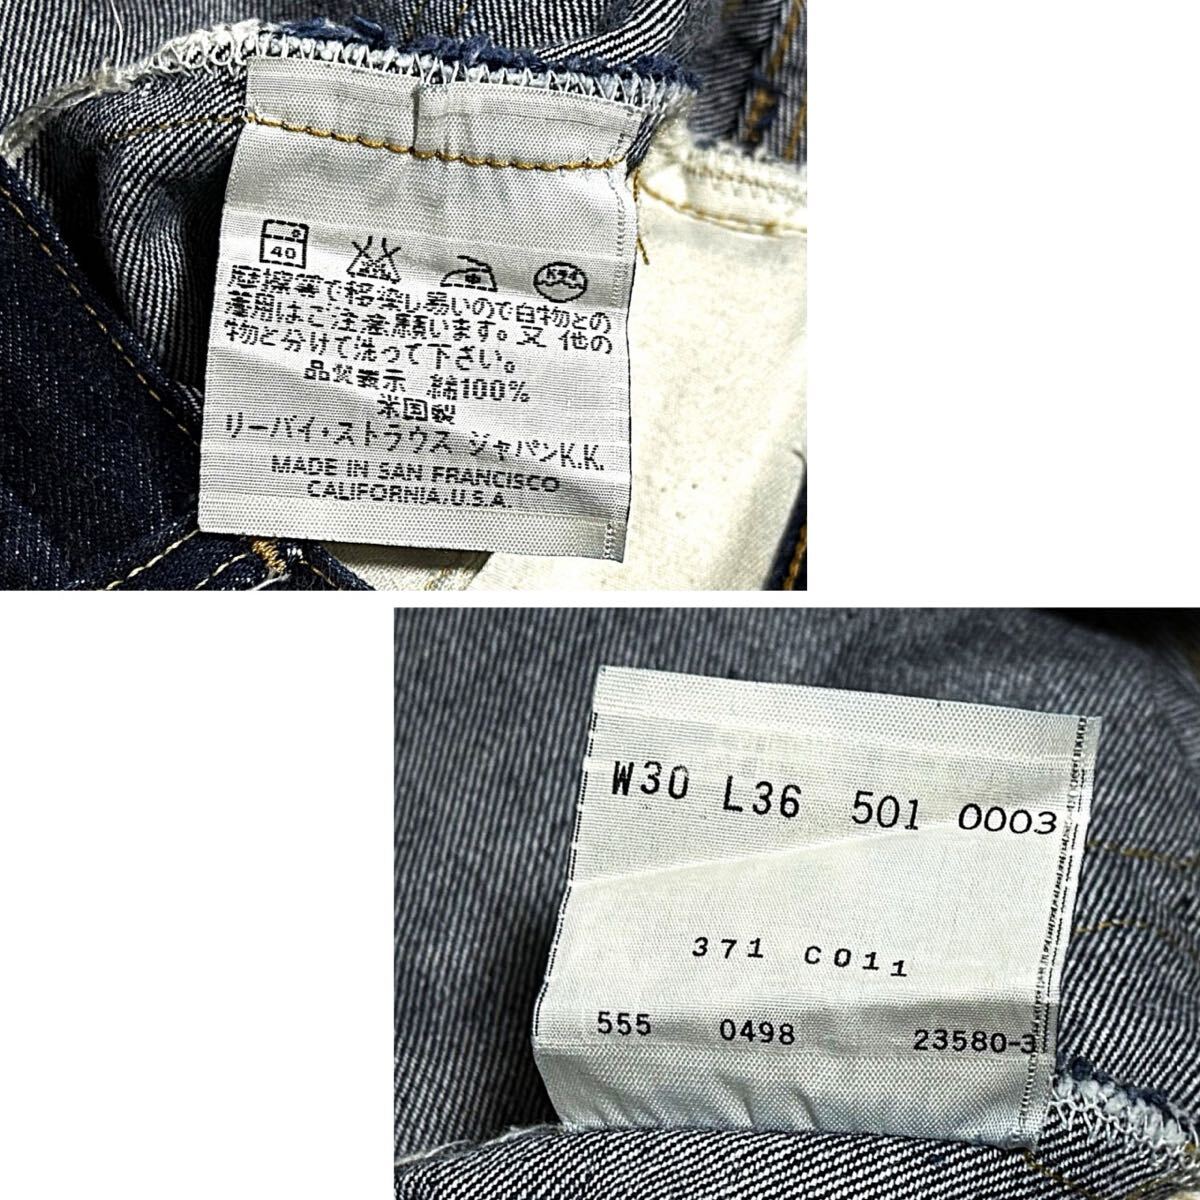 40
中
ドライ
摩擦等で移染し易いので白物との
着用はご注意願います。又 他の
物と分けて洗って下さい。
品質表示 綿100%
米国製
リーバイ・ストラウス ジャパンK.K.
MADE IN SAN FRANCISCO
CALIFORNIA,U.S.A.
W30 L36 501 0003
371 C011
555 0498 23580-3